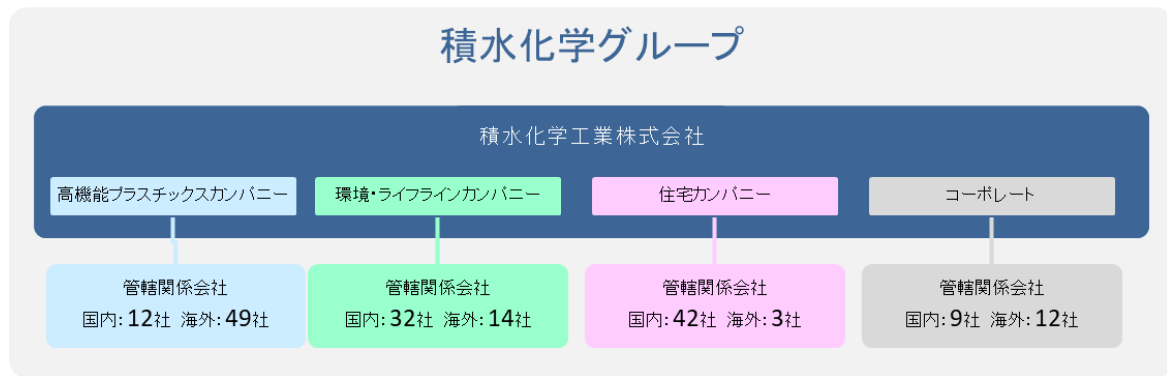 積水化学グループ
積水化学工業株式会社
高機能プラスチックスカンパニー
環境・ライフラインカンパニー
住宅カンパニー
コーポレート
管轄関係会社
国内:12社 海外:49社
管轄関係会社
国内:32社 海外:14社
管轄関係会社
国内:42社 海外:3社
管轄関係会社
国内:9社 海外:12社